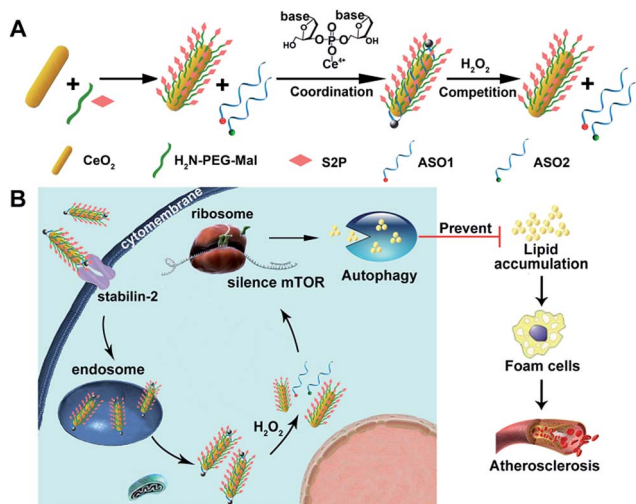 A
base
base
HO
O
O
P
O
O
O
O
HO
Ce4+
H2O2
Coordination
Competition
CeO2
H2N-PEG-Mal
S2P
ASO1
ASO2
B
cytomembrane
ribosome
Prevent
stabilin-2
silence mTOR
Autophagy
Lipid
accumulation
endosome
Foam cells
H2O2
Atherosclerosis